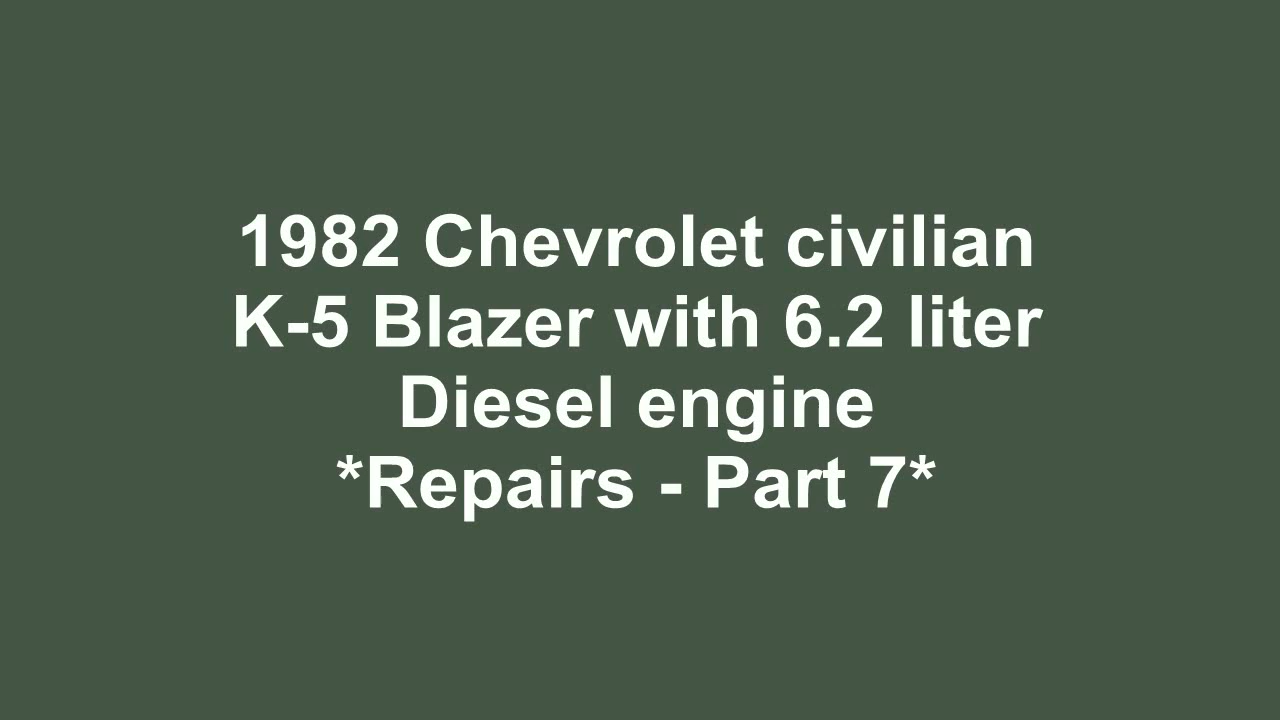 1982 Chevrolet civilian
K-5 Blazer with 6.2 liter
Diesel engine
*Repairs - Part 7*